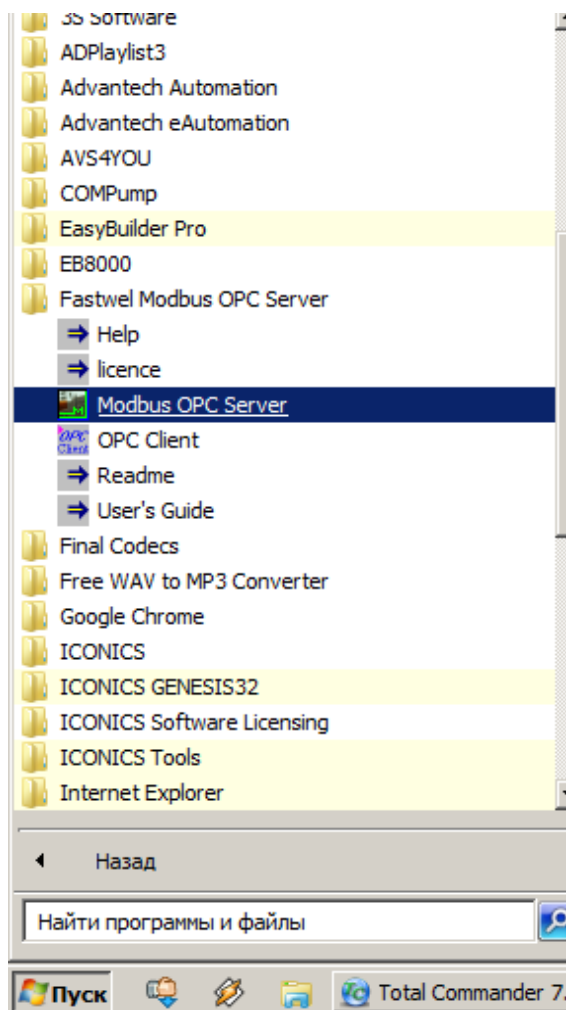 3S Software
ADPlaylist3
Advantech Automation
Advantech eAutomation
AVS4YOU
COMPump
EasyBuilder Pro
EB8000
Fastwel Modbus OPC Server
Help
licence
Modbus OPC Server
OPC Client
Readme
User's Guide
Final Codecs
Free WAV to MP3 Converter
Google Chrome
ICONICS
ICONICS GENESIS32
ICONICS Software Licensing
ICONICS Tools
Internet Explorer
Назад
Найти программы и файлы
Пуск
Total Commander 7.